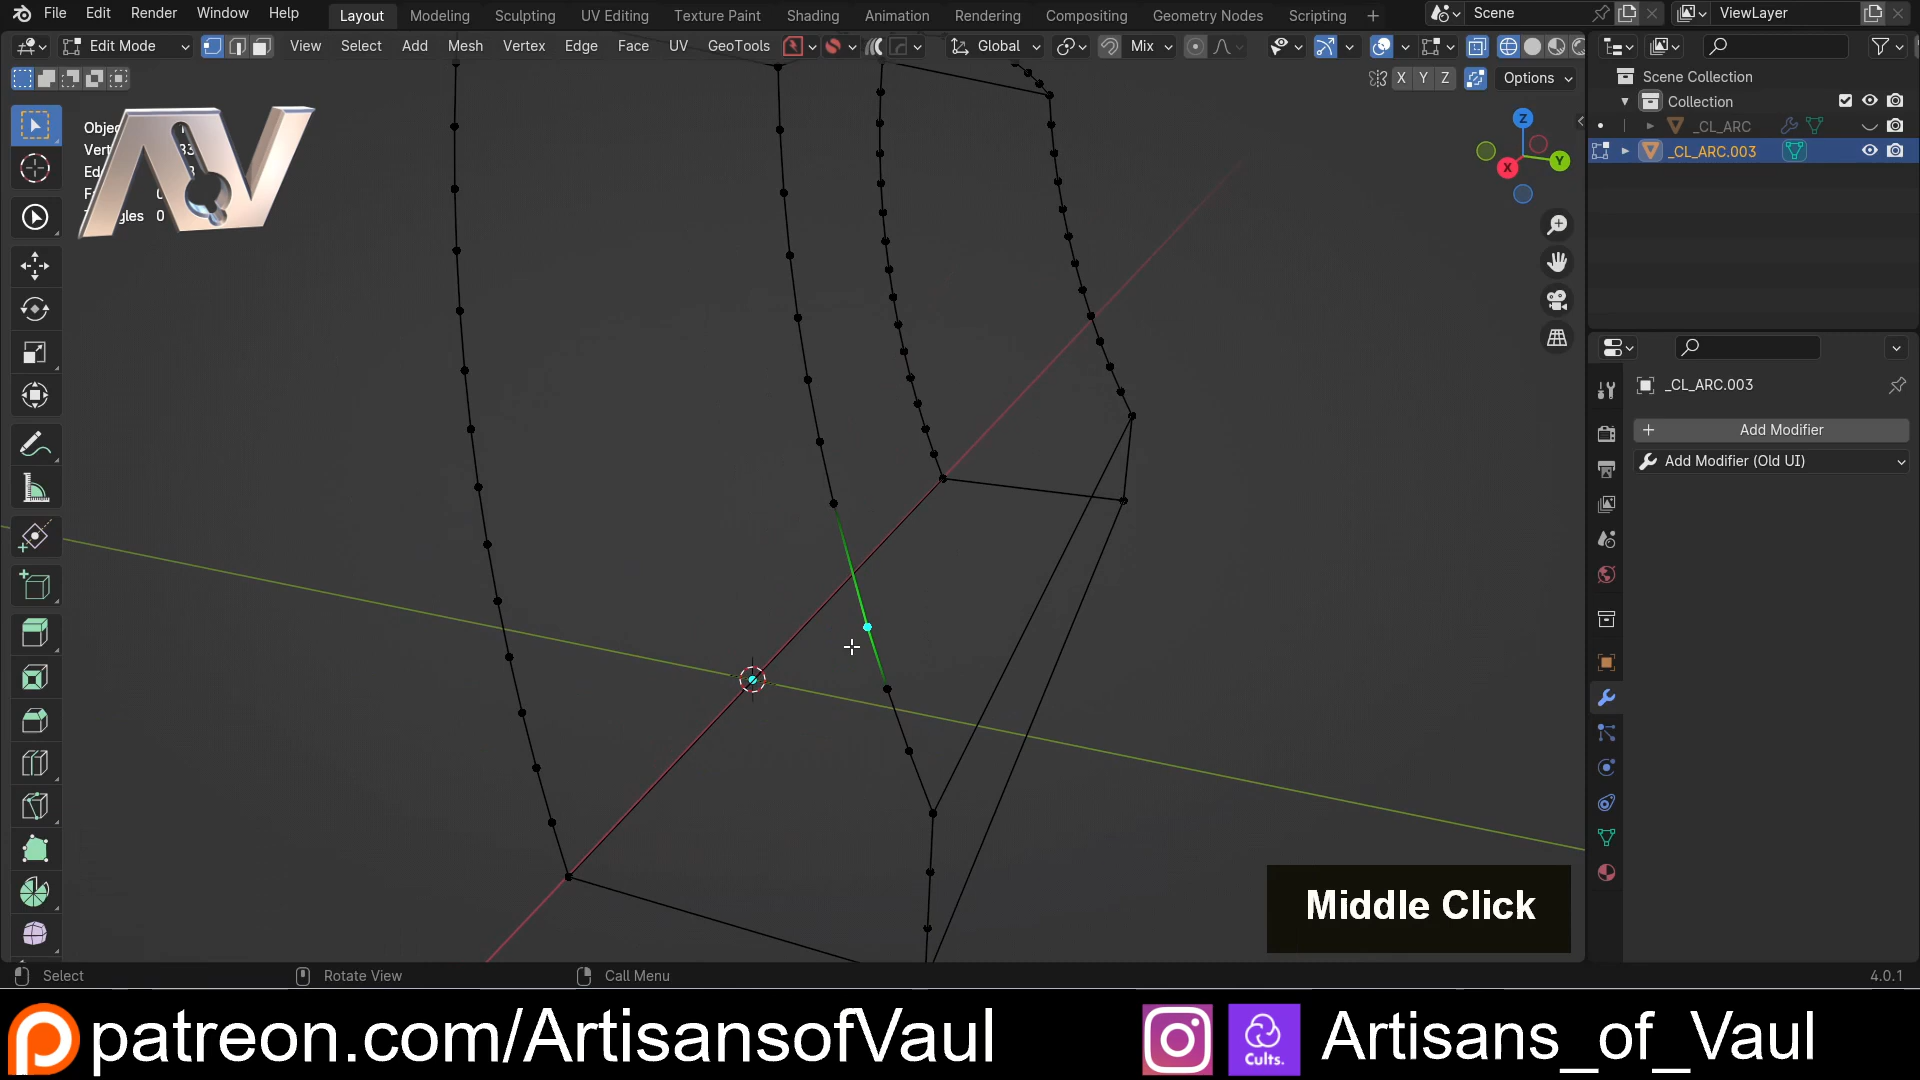 File Edit Render Window Help Layout Modeling Sculpting UV Editing Texture Paint Shading Animation Rendering Compositing Geometry Nodes Scripting + Scene ViewLayer
Edit Mode View Select Add Mesh Vertex Edge Face UV GeoTools Global Mix
X Y Z Options
Scene Collection
Collection
_CL_ARC
_CL_ARC.003
Z
Y
X
AV
0
_CL_ARC.003
+ Add Modifier
Add Modifier (Old UI)
Middle Click
Select Rotate View Call Menu 4.0.1
patreon.com/ArtisansofVaul
Cults.
Artisans_of_Vaul